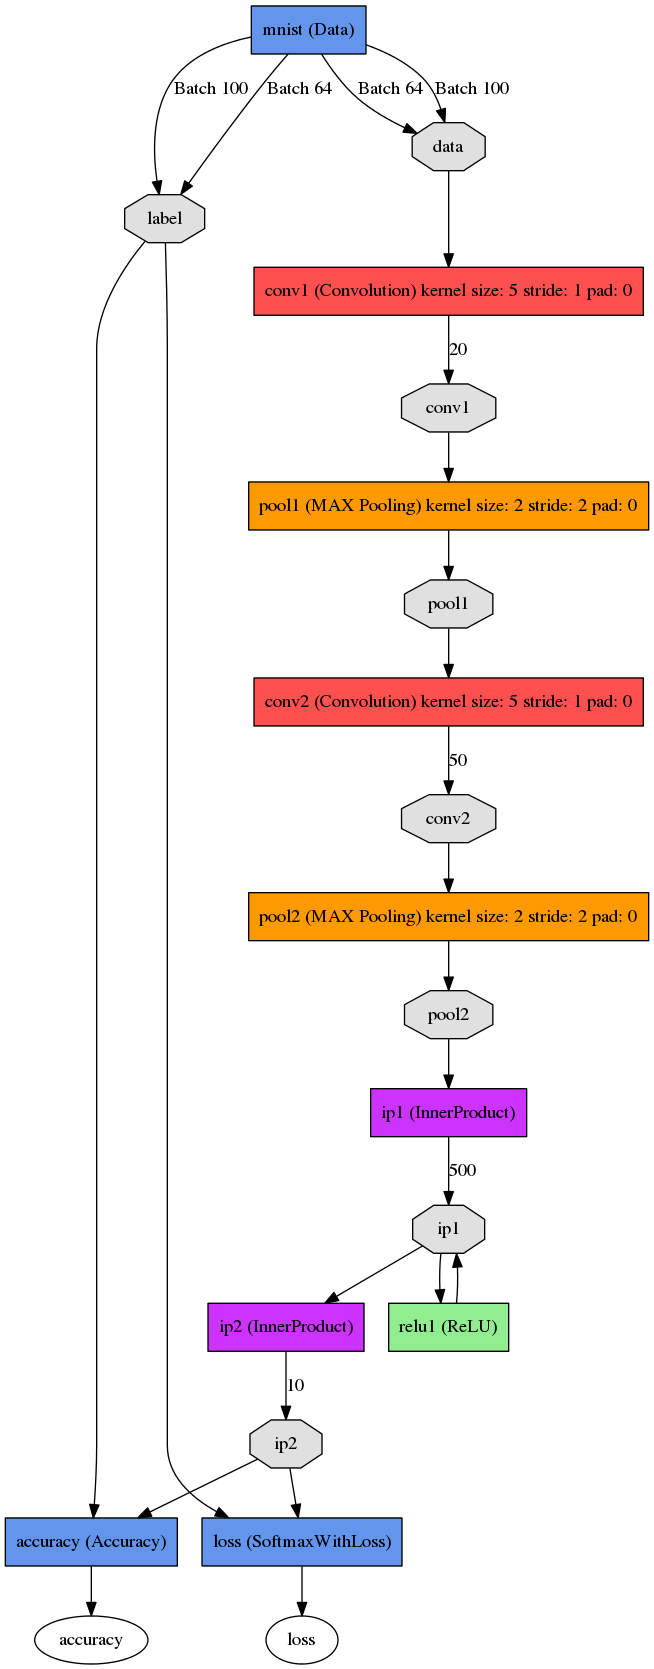 mnist (Data)
Batch 100
Batch 64
Batch 64
Batch 100
data
label
conv1 (Convolution) kernel size: 5 stride: 1 pad: 0
20
conv1
pool1 (MAX Pooling) kernel size: 2 stride: 2 pad: 0
pool1
conv2 (Convolution) kernel size: 5 stride: 1 pad: 0
50
conv2
pool2 (MAX Pooling) kernel size: 2 stride: 2 pad: 0
pool2
ip1 (InnerProduct)
500
ip1
ip2 (InnerProduct)
relu1 (ReLU)
10
ip2
accuracy (Accuracy)
loss (SoftmaxWithLoss)
accuracy
loss